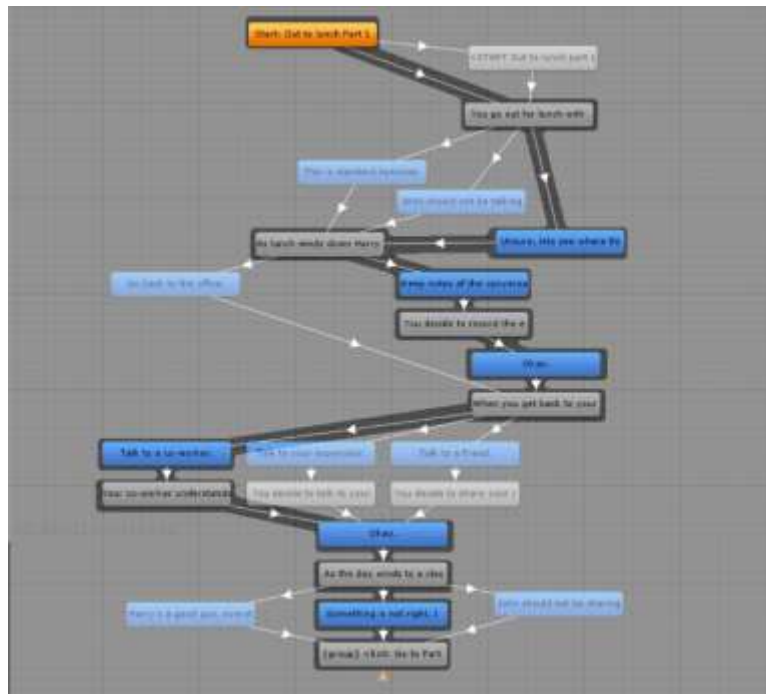 Start: Out to lunch Part 1
<START> Out to lunch part 1
You go out for lunch with
This is standard
John should not be talking
As lunch winds down Harry
Unsure, lets see where
Go back to the office.
Keep notes of the conversa
You decide to record the e
Okay.
When you get back to your
Talk to a co-worker.
Talk to your supervisor
Talk to a friend.
Your co-worker understands
You decide to talk to your
You decide to share your
Okay.
As the day winds to a clos
Harry's a good guy,
Something is not right. I
John should not be sharing
[group] <Exit: Go to Part